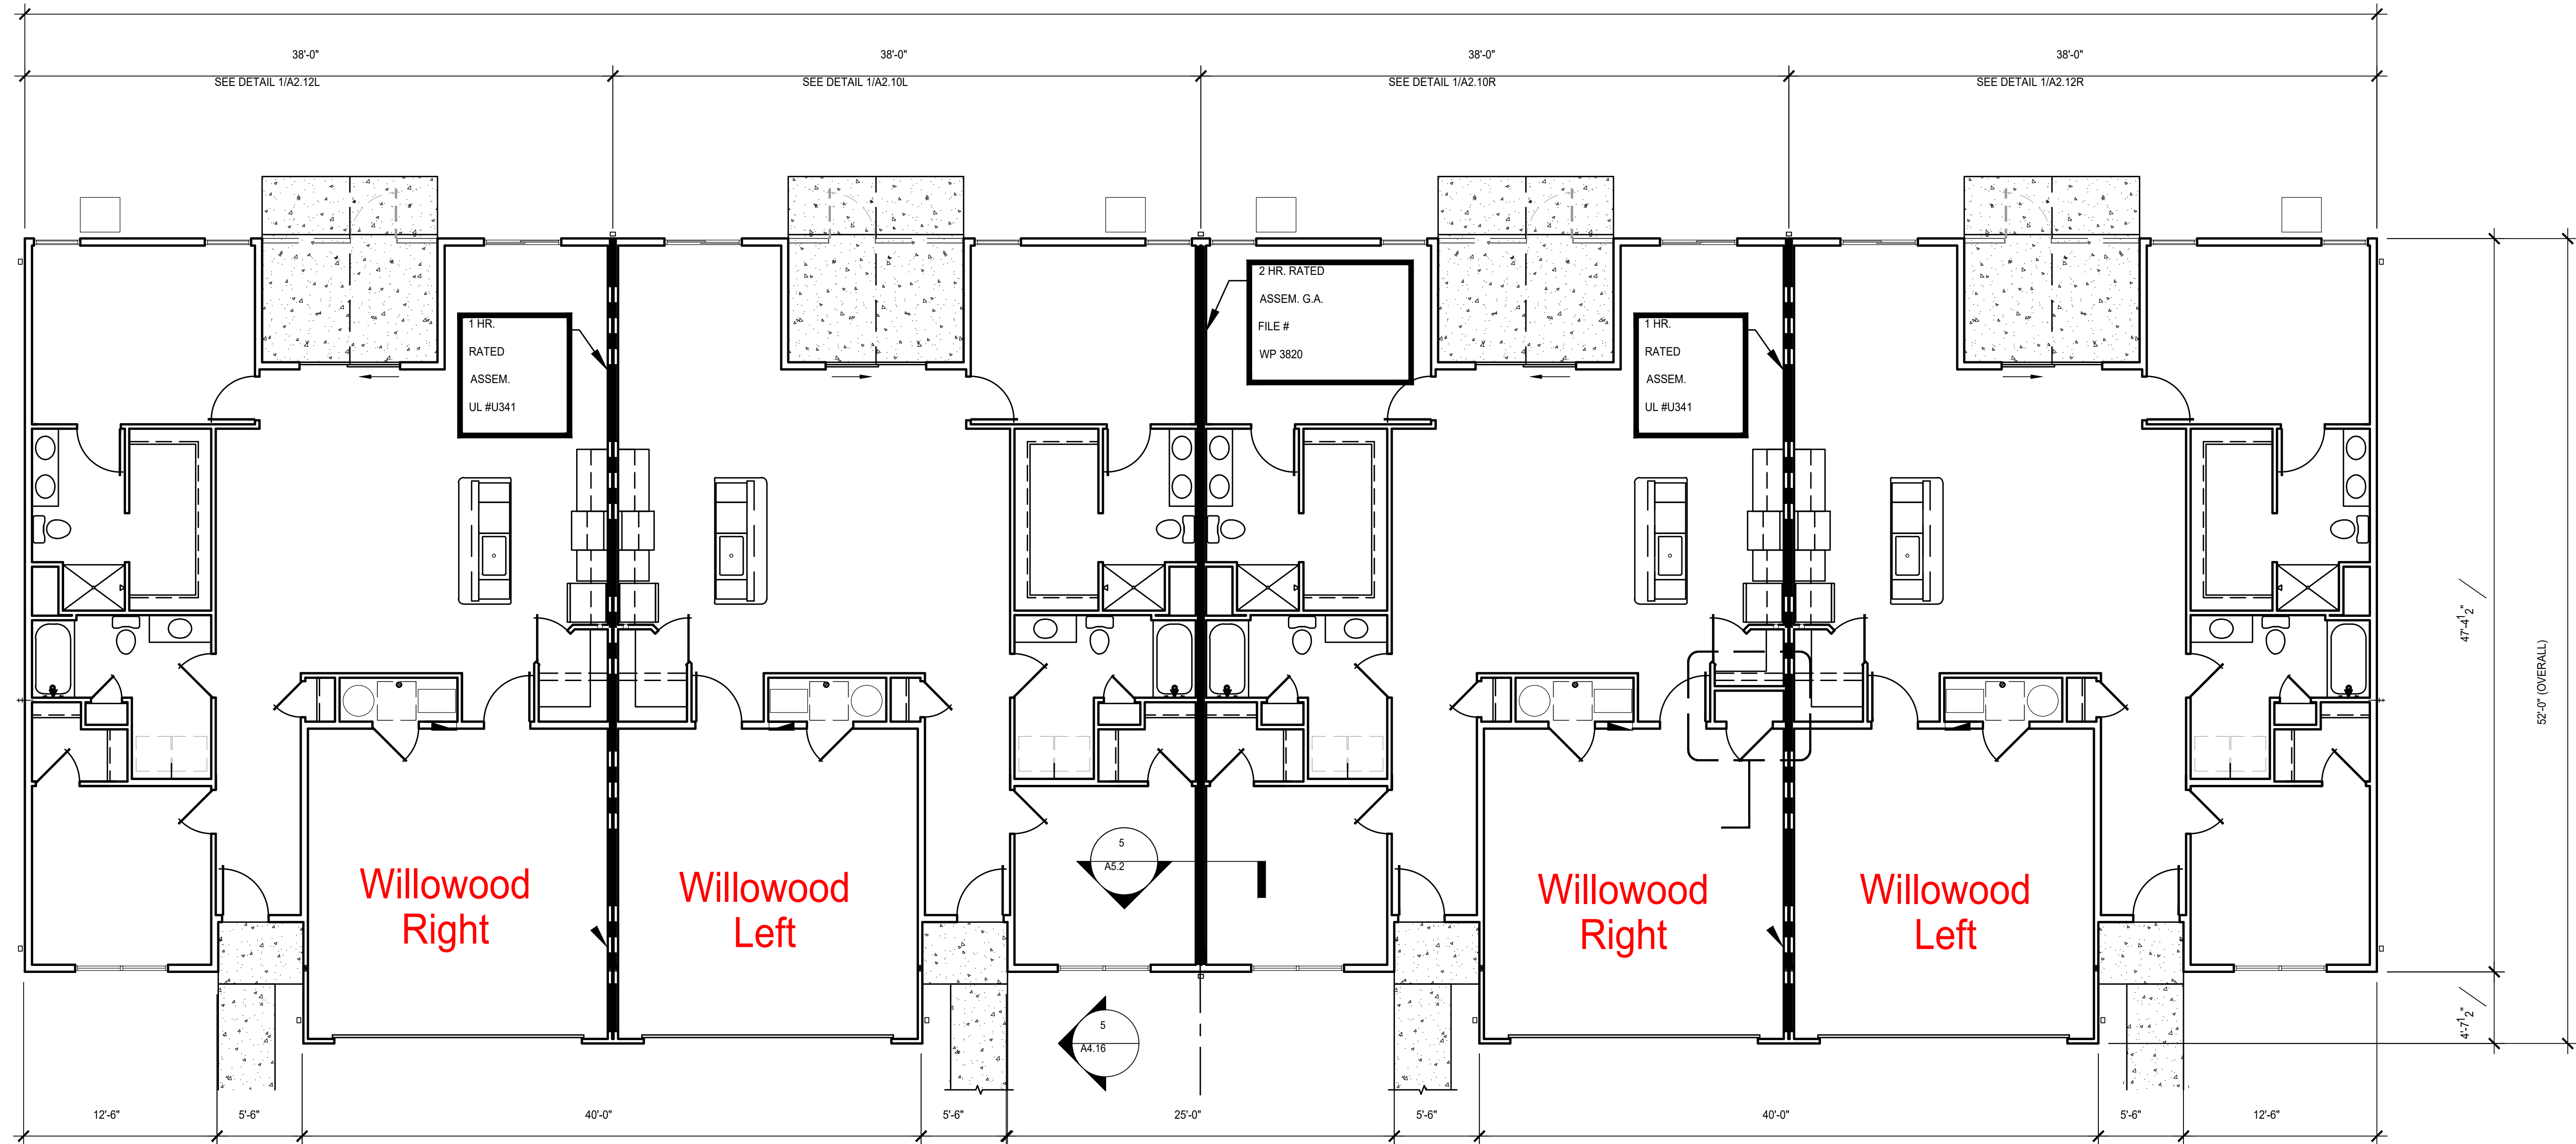 38'-0"
38'-0"
38'-0"
38'-0"
SEE DETAIL 1/A2.12L
SEE DETAIL 1/A2.10L
SEE DETAIL 1/A2.10R
SEE DETAIL 1/A2.12R
2 HR. RATED
ASSEM. G.A.
FILE #
WP 3820
1 HR.
RATED
ASSEM.
UL #U341
1 HR.
RATED
ASSEM.
UL #U341
47'-4 1/2"
52'-0" (OVERALL)
5
A5.2
Willowood
Right
Willowood
Left
Willowood
Right
Willowood
Left
4'-7 1/2"
5
A4.16
12'-6"
5'-6"
40'-0"
5'-6"
25'-0"
5'-6"
40'-0"
5'-6"
12'-6"